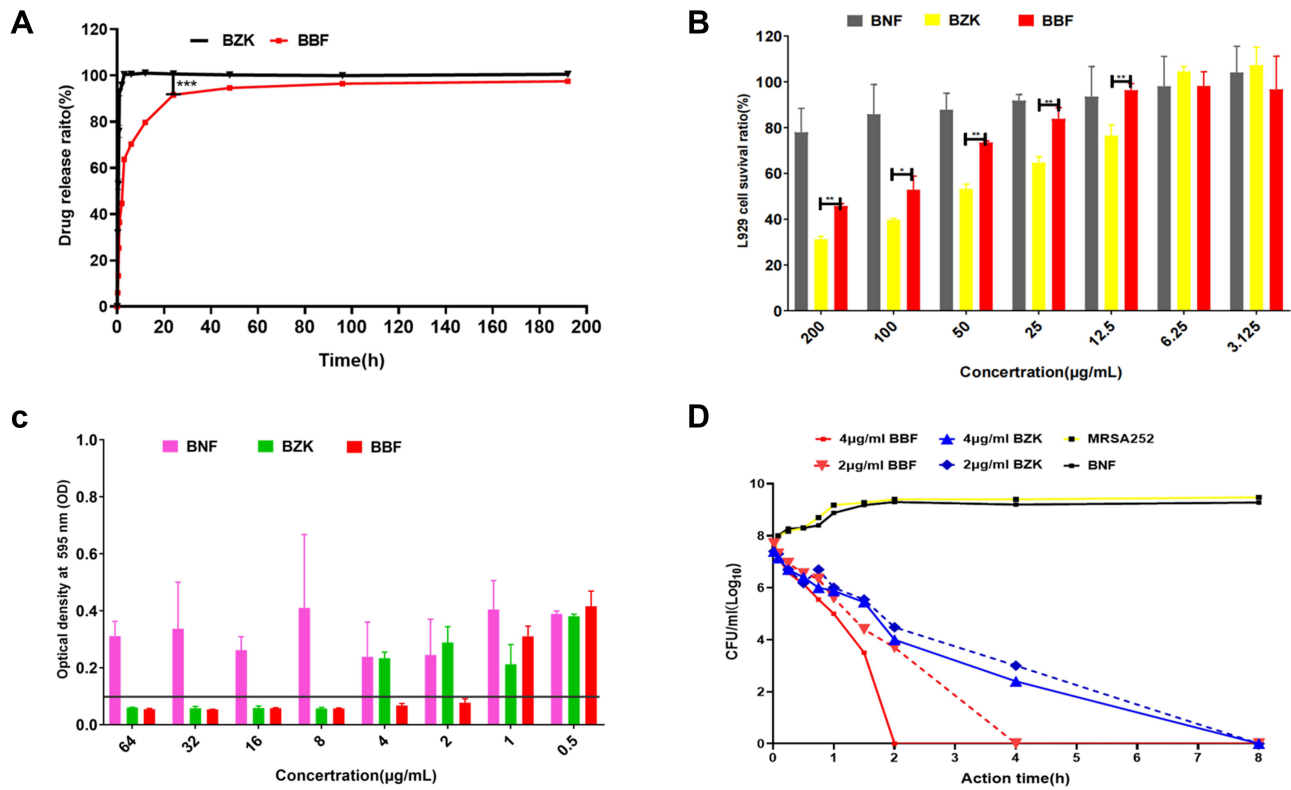 A
BZK BBF
Drug release raito(%)
120
100
80
60
40
20
0
***
0 20 40 60 80 100 120 140 160 180 200
Time(h)
B
BNF BZK BBF
L929 cell suvival ratio(%)
120
100
80
60
40
20
0
** * ** ** **
200 100 50 25 12.5 6.25 3.125
Concertration(μg/mL)
c
BNF BZK BBF
Optical density at 595 nm (OD)
1.0
0.8
0.6
0.4
0.2
0.0
64 32 16 8 4 2 1 0.5
Concertration(μg/mL)
D
4μg/ml BBF 4μg/ml BZK MRSA252
2μg/ml BBF 2μg/ml BZK BNF
CFU/ml(Log10)
10
8
6
4
2
0
0 1 2 3 4 5 6 7 8
Action time(h)